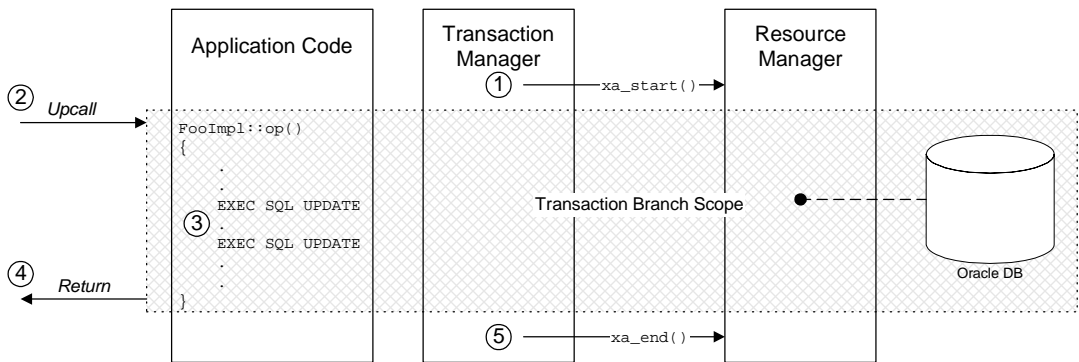 Application Code
Transaction
Manager
Resource
Manager
1
xa_start()
2
Upcall
FooImpl::op()
{
.
.
EXEC SQL UPDATE
3
.
EXEC SQL UPDATE
.
.
}
Transaction Branch Scope
Oracle DB
4
Return
5
xa_end()